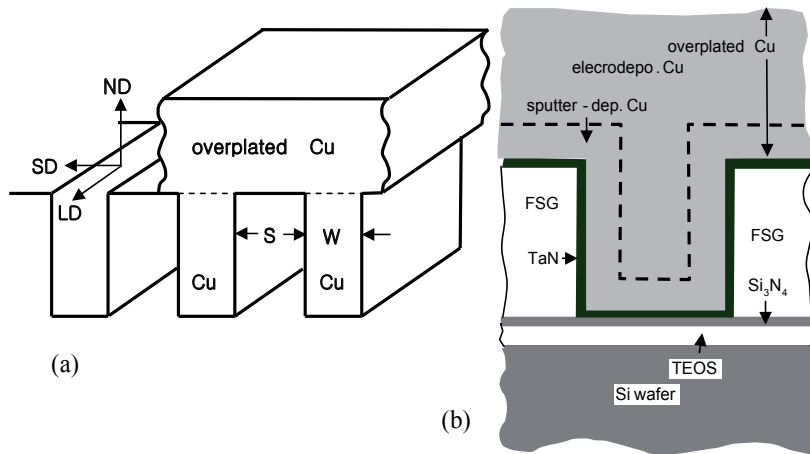 ND
SD
LD
overplated Cu
S
W
Cu
Cu
(a)
overplated Cu
elecrodepo . Cu
sputter - dep. Cu
FSG
FSG
TaN
Si₃N₄
TEOS
Si wafer
(b)